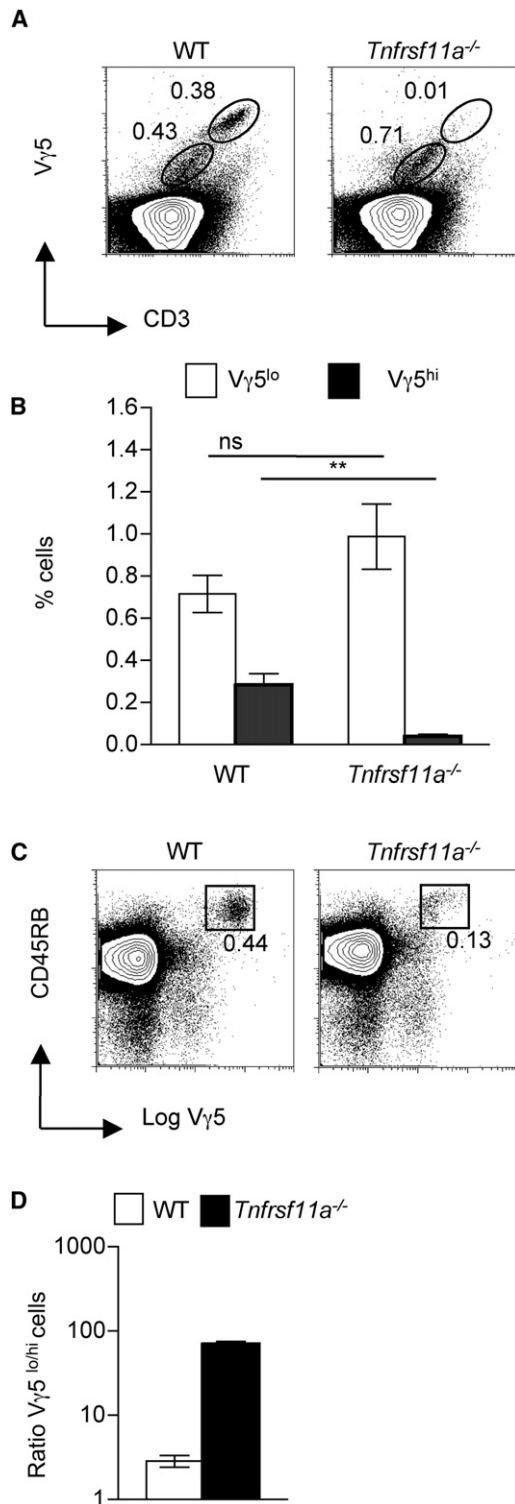 A
WT Tnfrsf11a-/-
0.38 0.01
0.43 0.71
Vγ5
CD3
Vγ5lo Vγ5hi
B
1.6
ns
1.4
**
1.2
1.0
0.8
0.6
0.4
0.2
0.0
% cells
WT Tnfrsf11a-/-
C
WT Tnfrsf11a-/-
0.44 0.13
CD45RB
Log Vγ5
D
WT Tnfrsf11a-/-
1000
100
10
1
Ratio Vγ5 lo/hi cells